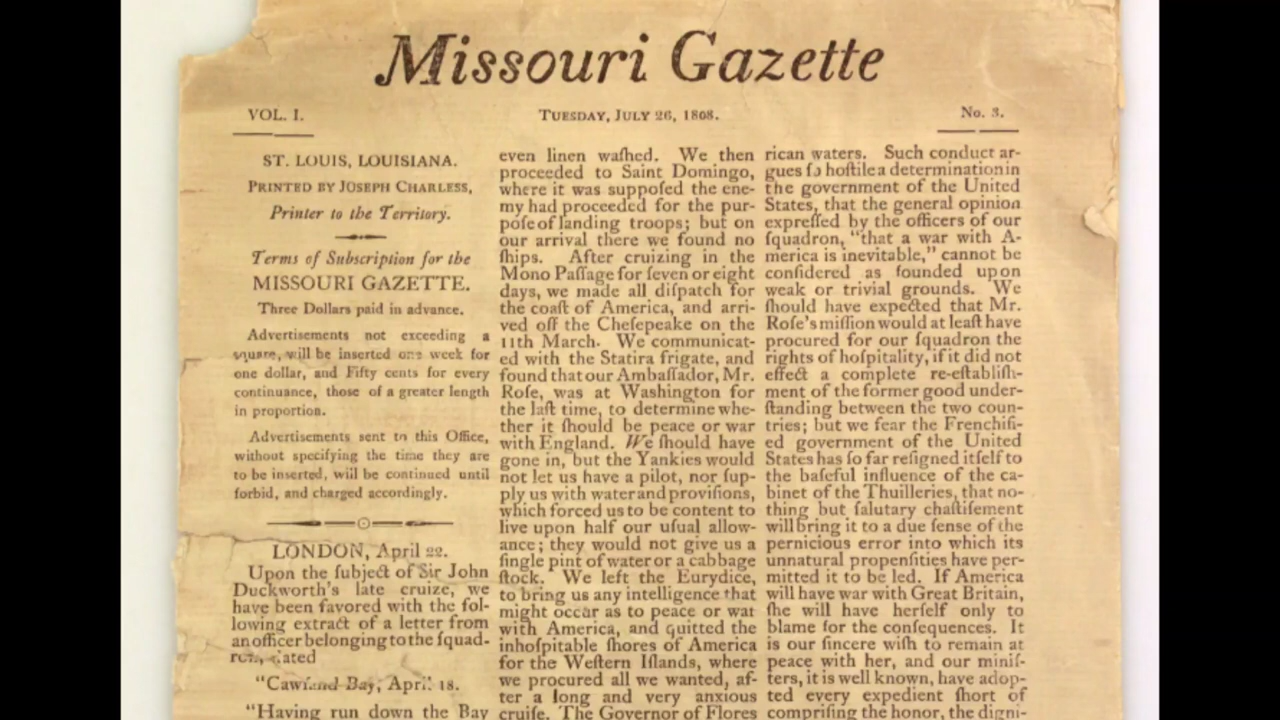 Missouri Gazette
VOL. I.
TUESDAY, JULY 26, 1808.
No. 3.
ST. LOUIS, LOUISIANA.
PRINTED BY JOSEPH CHARLESS,
Printer to the Territory.
Terms of Subscription for the
MISSOURI GAZETTE.
Three Dollars paid in advance.
Advertisements not exceeding a
square, will be inserted one week for
one dollar, and Fifty cents for every
continuance, those of a greater length
in proportion.
Advertisements sent to this Office,
without specifying the time they are
to be inserted, will be continued until
forbid, and charged accordingly.
LONDON, April 22.
Upon the ſubject of Sir John
Duckworth's late cruize, we
have been favored with the fol-
lowing extract of a letter from
an officer belonging to the ſquad-
ron, dated
"Cawſand Bay, April 18.
"Having run down the Bay
even linen waſhed. We then
proceeded to Saint Domingo,
where it was ſuppoſed the ene-
my had proceeded for the pur-
poſe of landing troops; but on
our arrival there we found no
ſhips. After cruizing in the
Mono Paſſage for ſeven or eight
days, we made all diſpatch for
the coaſt of America, and arri-
ved off the Cheſepeake on the
11th March. We communicat-
ed with the Statira frigate, and
found that our Ambaſſador, Mr.
Roſe, was at Washington for
the laſt time, to determine whe-
ther it ſhould be peace or war
with England. We ſhould have
gone in, but the Yankies would
not let us have a pilot, nor ſup-
ply us with water and proviſions,
which forced us to be content to
live upon half our uſual allow-
ance; they would not give us a
ſingle pint of water or a cabbage
ſtock. We left the Eurydice,
to bring us any intelligence that
might occur as to peace or war
with America, and quitted the
inhoſpitable ſhores of America
for the Weſtern Iſlands, where
we procured all we wanted, af-
ter a long and very anxious
cruiſe. The Governor of Flores
rican waters. Such conduct ar-
gues ſo hoſtile a determination in
the government of the United
States, that the general opinion
expreſſed by the officers of our
ſquadron, "that a war with A-
merica is inevitable," cannot be
conſidered as founded upon
weak or trivial grounds. We
ſhould have expected that Mr.
Roſe's miſſion would at leaſt have
procured for our ſquadron the
rights of hoſpitality, if it did not
effect a complete re-eſtabliſh-
ment of the former good under-
ſtanding between the two coun-
tries; but we fear the Frenchifi-
ed government of the United
States has ſo far reſigned itſelf to
the baſeful influence of the ca-
binet of the Thuilleries, that no-
thing but ſalutary chaſtiſement
will bring it to a due ſenſe of the
pernicious error into which its
unnatural propenſities have per-
mitted it to be led. If America
will have war with Great Britain,
ſhe will have herſelf only to
blame for the conſequences. It
is our ſincere wiſh to remain at
peace with her, and our miniſ-
ters, it is well known, have adop-
ted every expedient ſhort of
compriſing the honor, the digni-